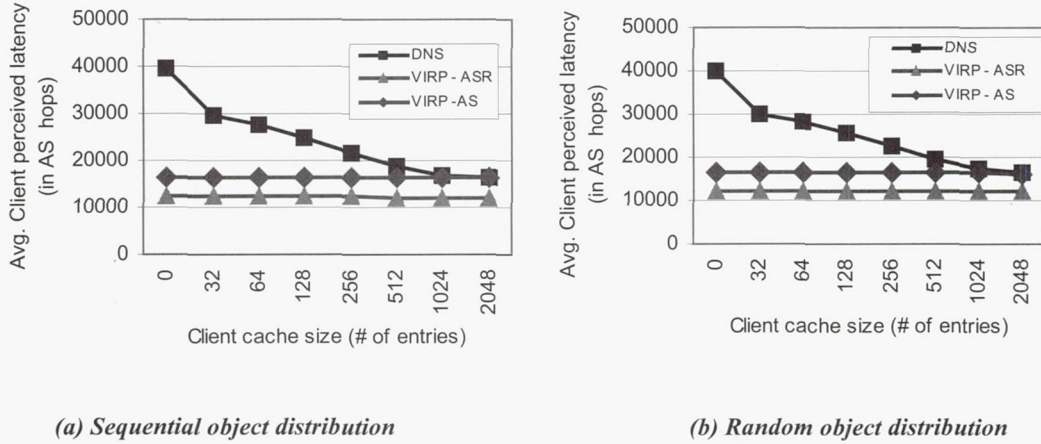 Avg. Client perceived latency
(in AS hops)
50000
40000
30000
20000
10000
0
DNS
VIRP - ASR
VIRP - AS
0
32
64
128
256
512
1024
2048
Client cache size (# of entries)
(a) Sequential object distribution
Avg. Client perceived latency
(in AS hops)
50000
40000
30000
20000
10000
0
DNS
VIRP - ASR
VIRP - AS
0
32
64
128
256
512
1024
2048
Client cache size (# of entries)
(b) Random object distribution